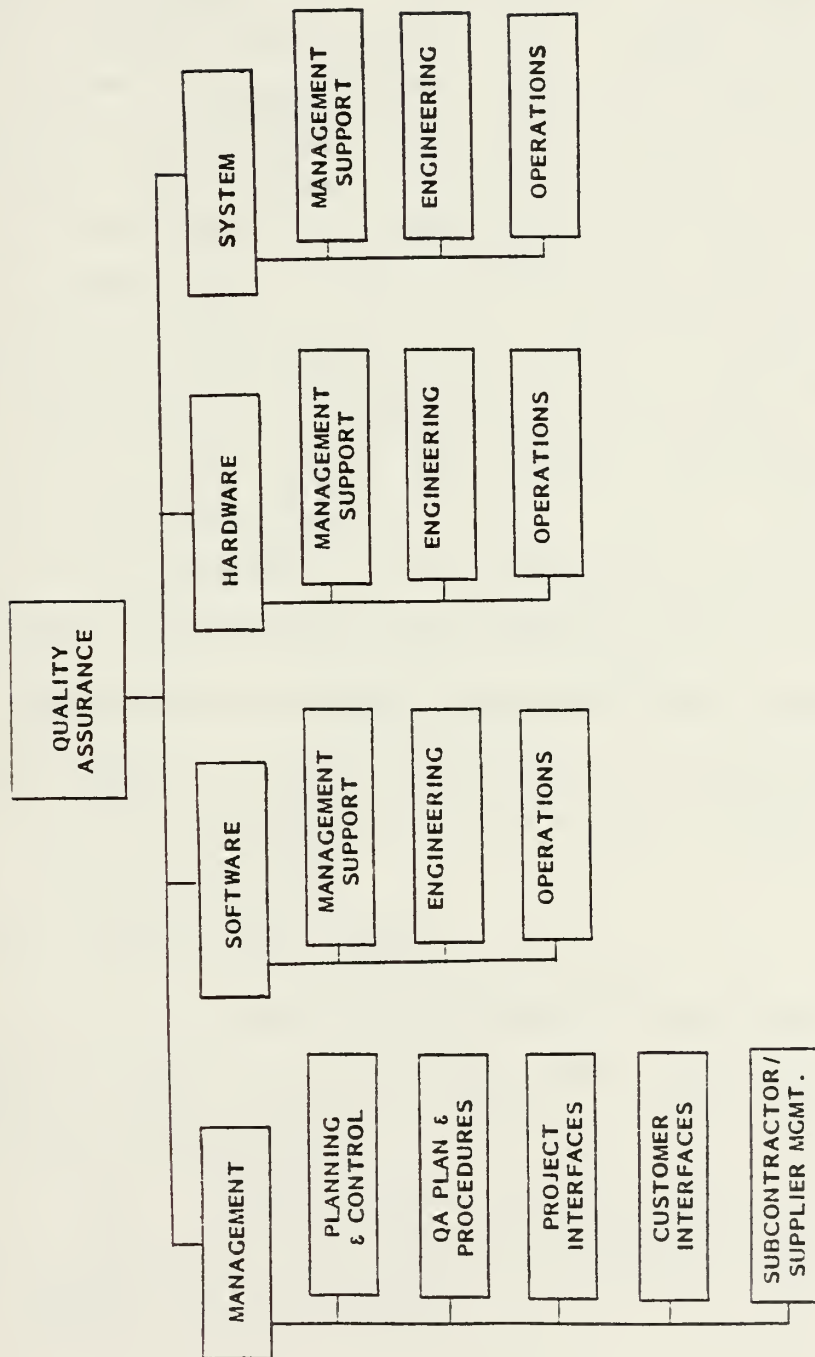 QUALITY
ASSURANCE
MANAGEMENT
PLANNING
& CONTROL
QA PLAN &
PROCEDURES
PROJECT
INTERFACES
CUSTOMER
INTERFACES
SUBCONTRACTOR/
SUPPLIER MGMT.
SOFTWARE
MANAGEMENT
SUPPORT
ENGINEERING
OPERATIONS
HARDWARE
MANAGEMENT
SUPPORT
ENGINEERING
OPERATIONS
SYSTEM
MANAGEMENT
SUPPORT
ENGINEERING
OPERATIONS